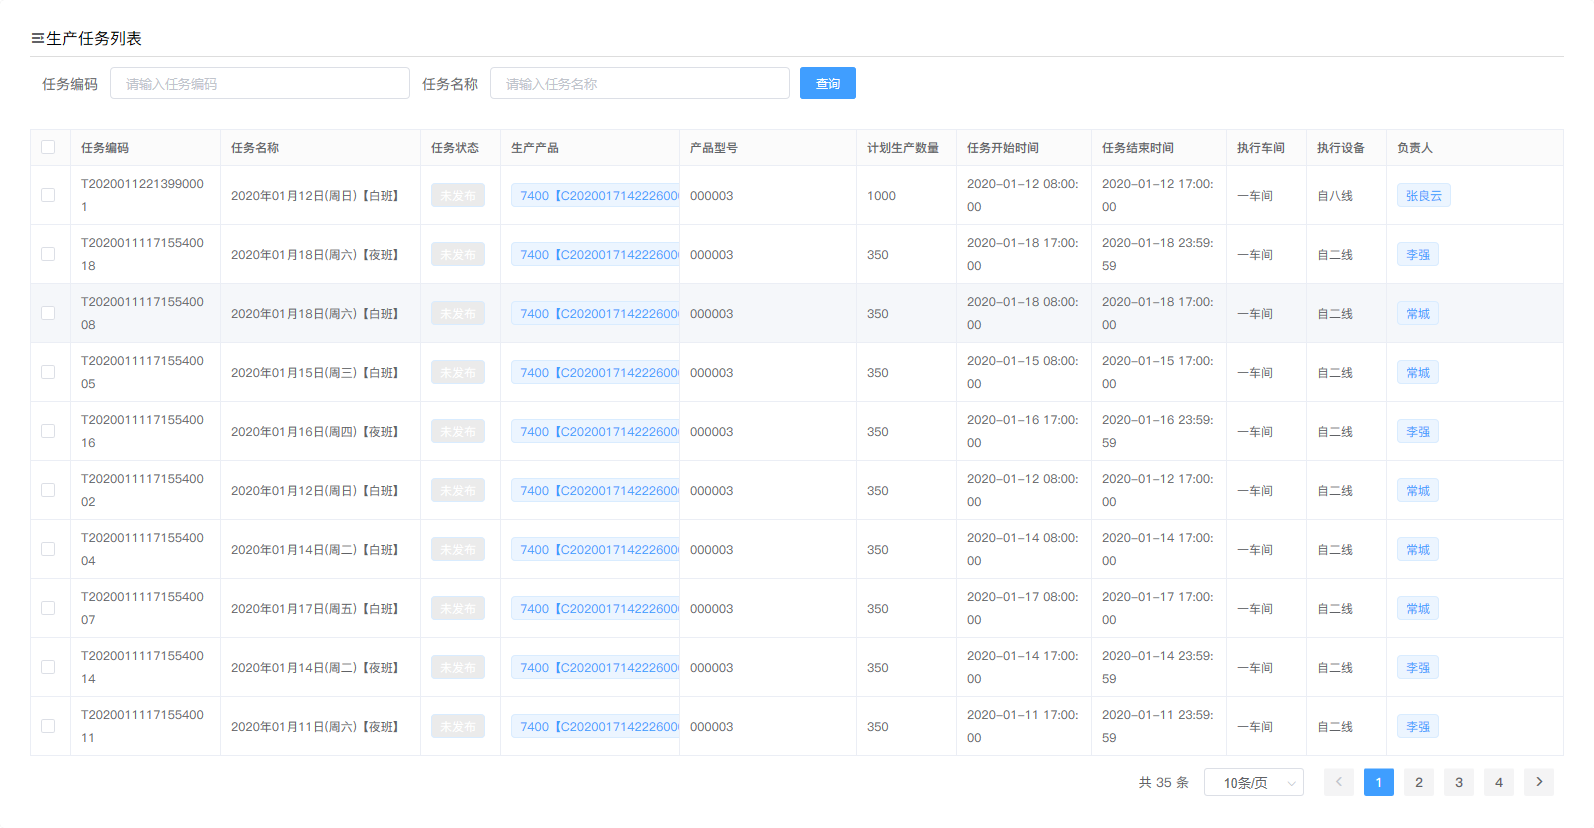 生产任务列表
任务编码 请输入任务编码 任务名称 请输入任务名称 查询
任务编码 任务名称 任务状态 生产产品 产品型号 计划生产数量 任务开始时间 任务结束时间 执行车间 执行设备 负责人
T2020011221399000
1
2020年01月12日(周日)【白班】 未发布 7400【C202001714222600 000003 1000
2020-01-12 08:00:
00
2020-01-12 17:00:
00
一车间 自八线 张良云
T2020011117155400
18
2020年01月18日(周六)【夜班】 未发布 7400【C202001714222600 000003 350
2020-01-18 17:00:
00
2020-01-18 23:59:
59
一车间 自二线 李强
T2020011117155400
08
2020年01月18日(周六)【白班】 未发布 7400【C202001714222600 000003 350
2020-01-18 08:00:
00
2020-01-18 17:00:
00
一车间 自二线 常城
T2020011117155400
05
2020年01月15日(周三)【白班】 未发布 7400【C202001714222600 000003 350
2020-01-15 08:00:
00
2020-01-15 17:00:
00
一车间 自二线 常城
T2020011117155400
16
2020年01月16日(周四)【夜班】 未发布 7400【C202001714222600 000003 350
2020-01-16 17:00:
00
2020-01-16 23:59:
59
一车间 自二线 李强
T2020011117155400
02
2020年01月12日(周日)【白班】 未发布 7400【C202001714222600 000003 350
2020-01-12 08:00:
00
2020-01-12 17:00:
00
一车间 自二线 常城
T2020011117155400
04
2020年01月14日(周二)【白班】 未发布 7400【C202001714222600 000003 350
2020-01-14 08:00:
00
2020-01-14 17:00:
00
一车间 自二线 常城
T2020011117155400
07
2020年01月17日(周五)【白班】 未发布 7400【C202001714222600 000003 350
2020-01-17 08:00:
00
2020-01-17 17:00:
00
一车间 自二线 常城
T2020011117155400
14
2020年01月14日(周二)【夜班】 未发布 7400【C202001714222600 000003 350
2020-01-14 17:00:
00
2020-01-14 23:59:
59
一车间 自二线 李强
T2020011117155400
11
2020年01月11日(周六)【夜班】 未发布 7400【C202001714222600 000003 350
2020-01-11 17:00:
00
2020-01-11 23:59:
59
一车间 自二线 李强
共 35 条 10条/页 1 2 3 4